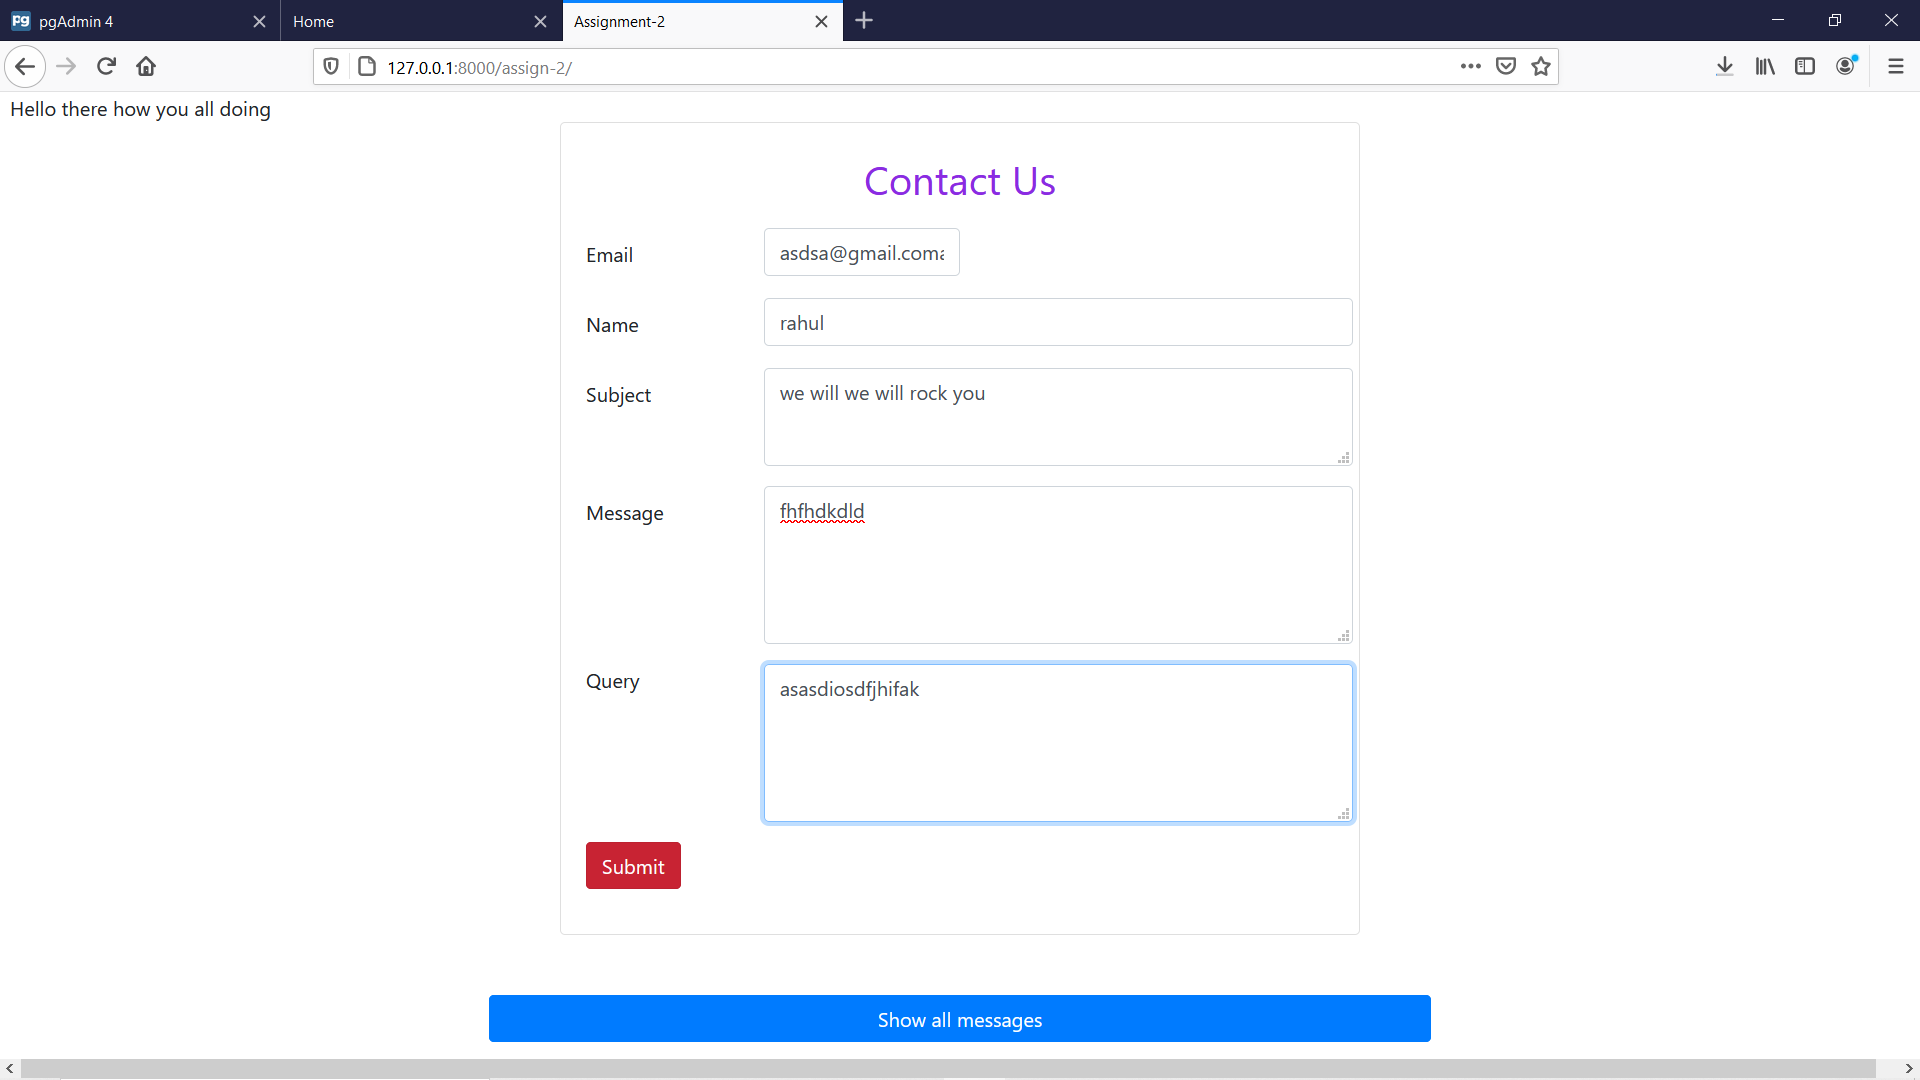 pg pgAdmin 4
Home
Assignment-2
127.0.0.1:8000/assign-2/
Hello there how you all doing
Contact Us
Email
asdsa@gmail.coma
Name
rahul
Subject
we will we will rock you
Message
fhfhdkdld
Query
asasdiosdfjhifak
Submit
Show all messages